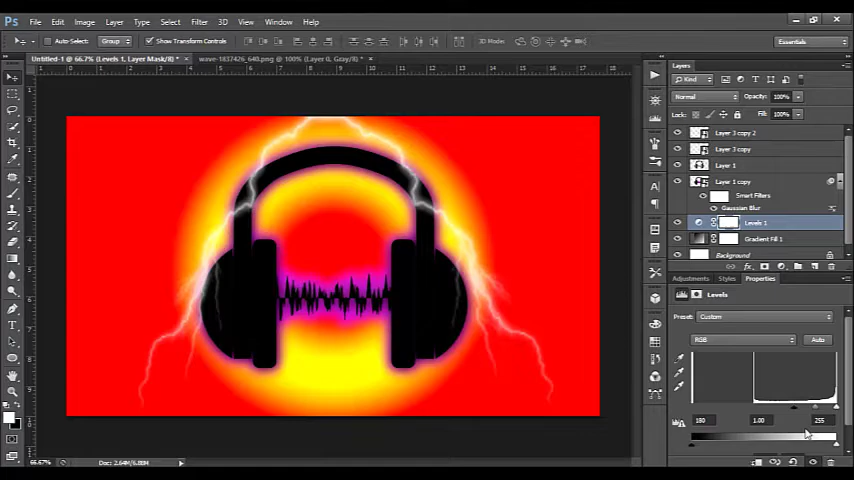 Ps File Edit Image Layer Type Select Filter 3D View Window Help
Auto-Select: Group Show Transform Controls 3D Mode: Essentials
Untitled-1 @ 66.7% (Levels 1, Layer Mask/8) * × wave-1837426_640.png @ 100% (Layer 0, Gray/8) * ×
Layers
Kind
Normal Opacity: 100%
Lock: Fill: 100%
Layer 3 copy 2
Layer 3 copy
Layer 1
Layer 1 copy
Smart Filters
Gaussian Blur
Levels 1
Gradient Fill 1
Background
Adjustments Styles Properties
Levels
Preset: Custom
RGB Auto
180 1.00 255
66.67% Doc: 2.64M/6.88M